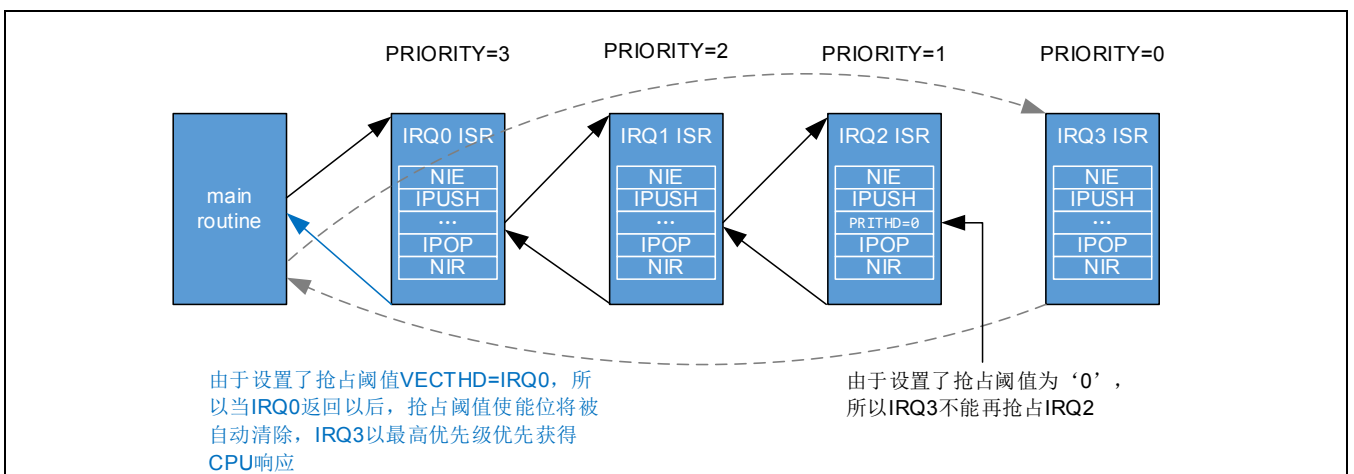 PRIORITY=3
PRIORITY=2
PRIORITY=1
PRIORITY=0
main
routine
IRQ0 ISR
NIE
IPUSH
...
IPOP
NIR
IRQ1 ISR
NIE
IPUSH
...
IPOP
NIR
IRQ2 ISR
NIE
IPUSH
PRITHD=0
IPOP
NIR
IRQ3 ISR
NIE
IPUSH
...
IPOP
NIR
由于设置了抢占阈值VECTHD=IRQ0，所
以当IRQ0返回以后，抢占阈值使能位将被
自动清除，IRQ3以最高优先级优先获得
CPU响应
由于设置了抢占阈值为‘0’，
所以IRQ3不能再抢占IRQ2